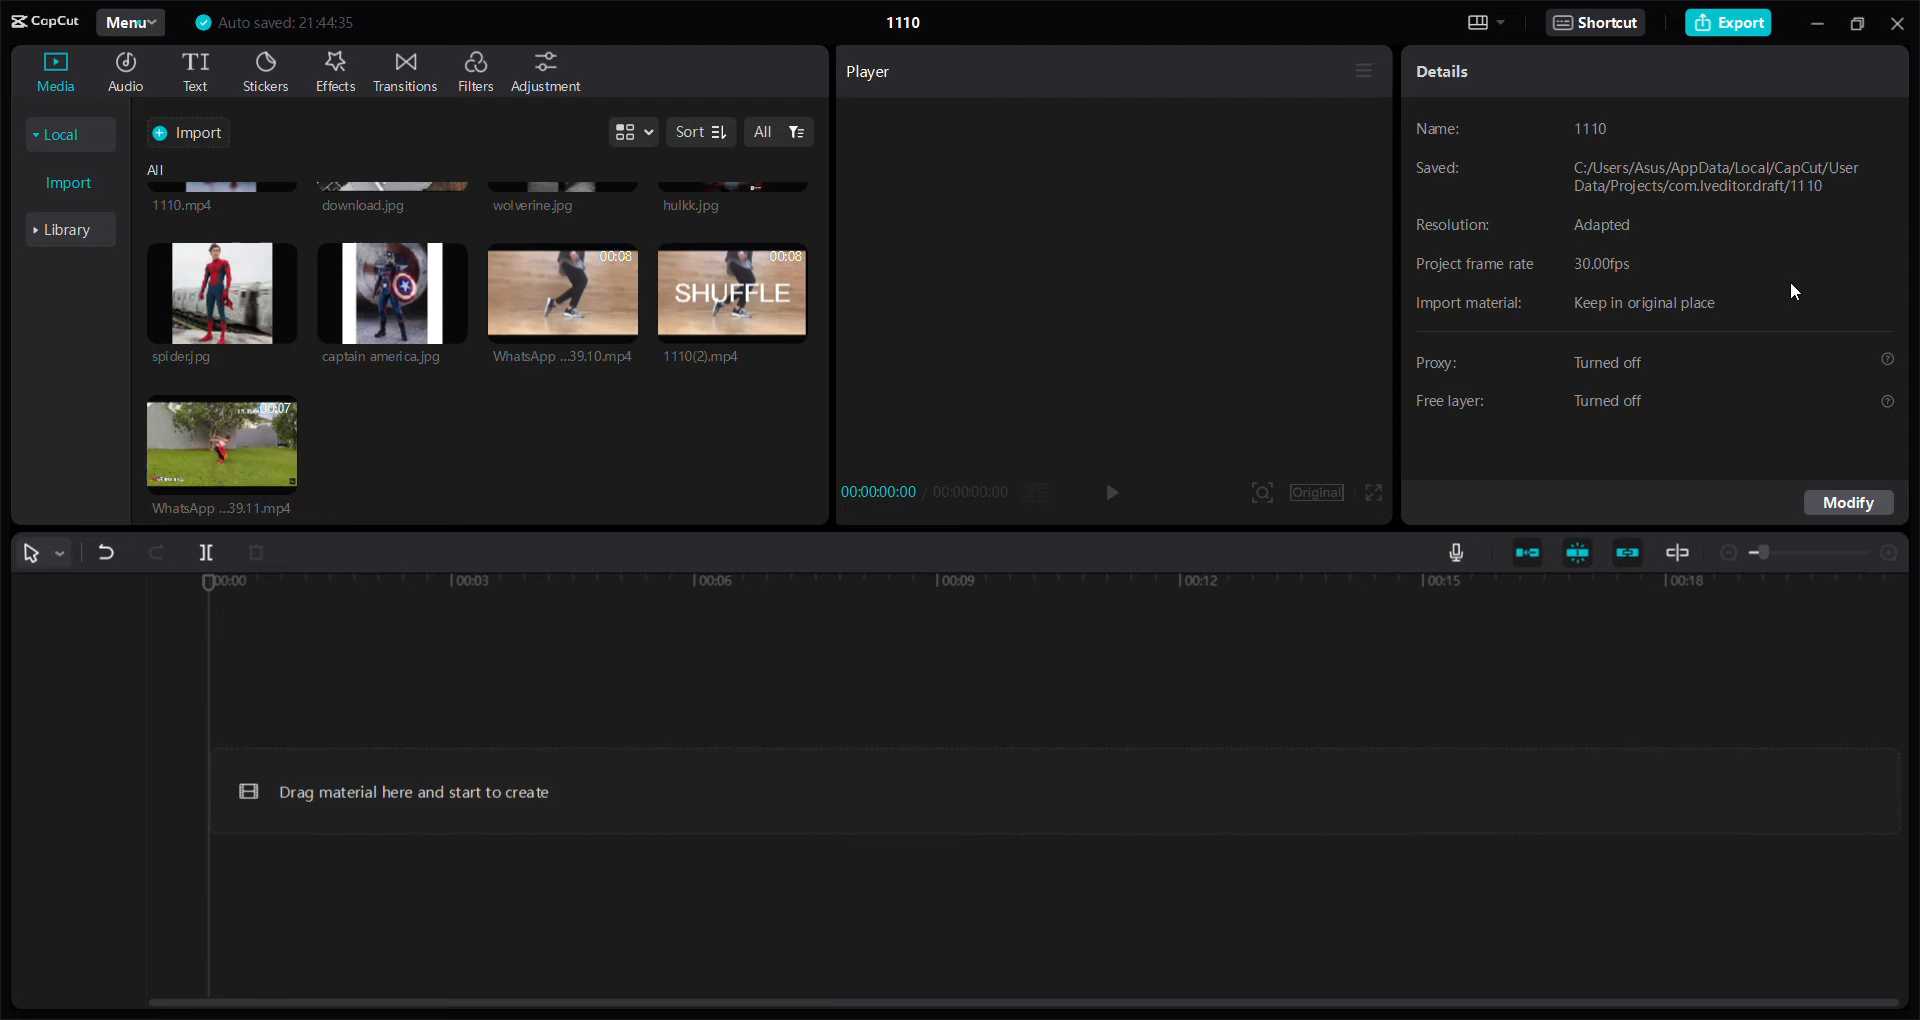 CapCut
Menu
Auto saved: 21:44:35
1110
Shortcut
Export
Media
Audio
Text
Stickers
Effects
Transitions
Filters
Adjustment
Local
Import
Library
Import
Sort
All
All
1110.mp4
download.jpg
wolverine.jpg
hulkk.jpg
00:08
00:08
SHUFFLE
spider.jpg
captain america.jpg
WhatsApp ...39.10.mp4
1110(2).mp4
00:07
WhatsApp ...39.11.mp4
Player
00:00:00:00 / 00:00:00:00
Original
Details
Name: 1110
Saved: C:/Users/Asus/AppData/Local/CapCut/User
Data/Projects/com.lveditor.draft/1110
Resolution: Adapted
Project frame rate 30.00fps
Import material: Keep in original place
Proxy: Turned off
Free layer: Turned off
Modify
00:00
00:03
00:06
00:09
00:12
00:15
00:18
Drag material here and start to create